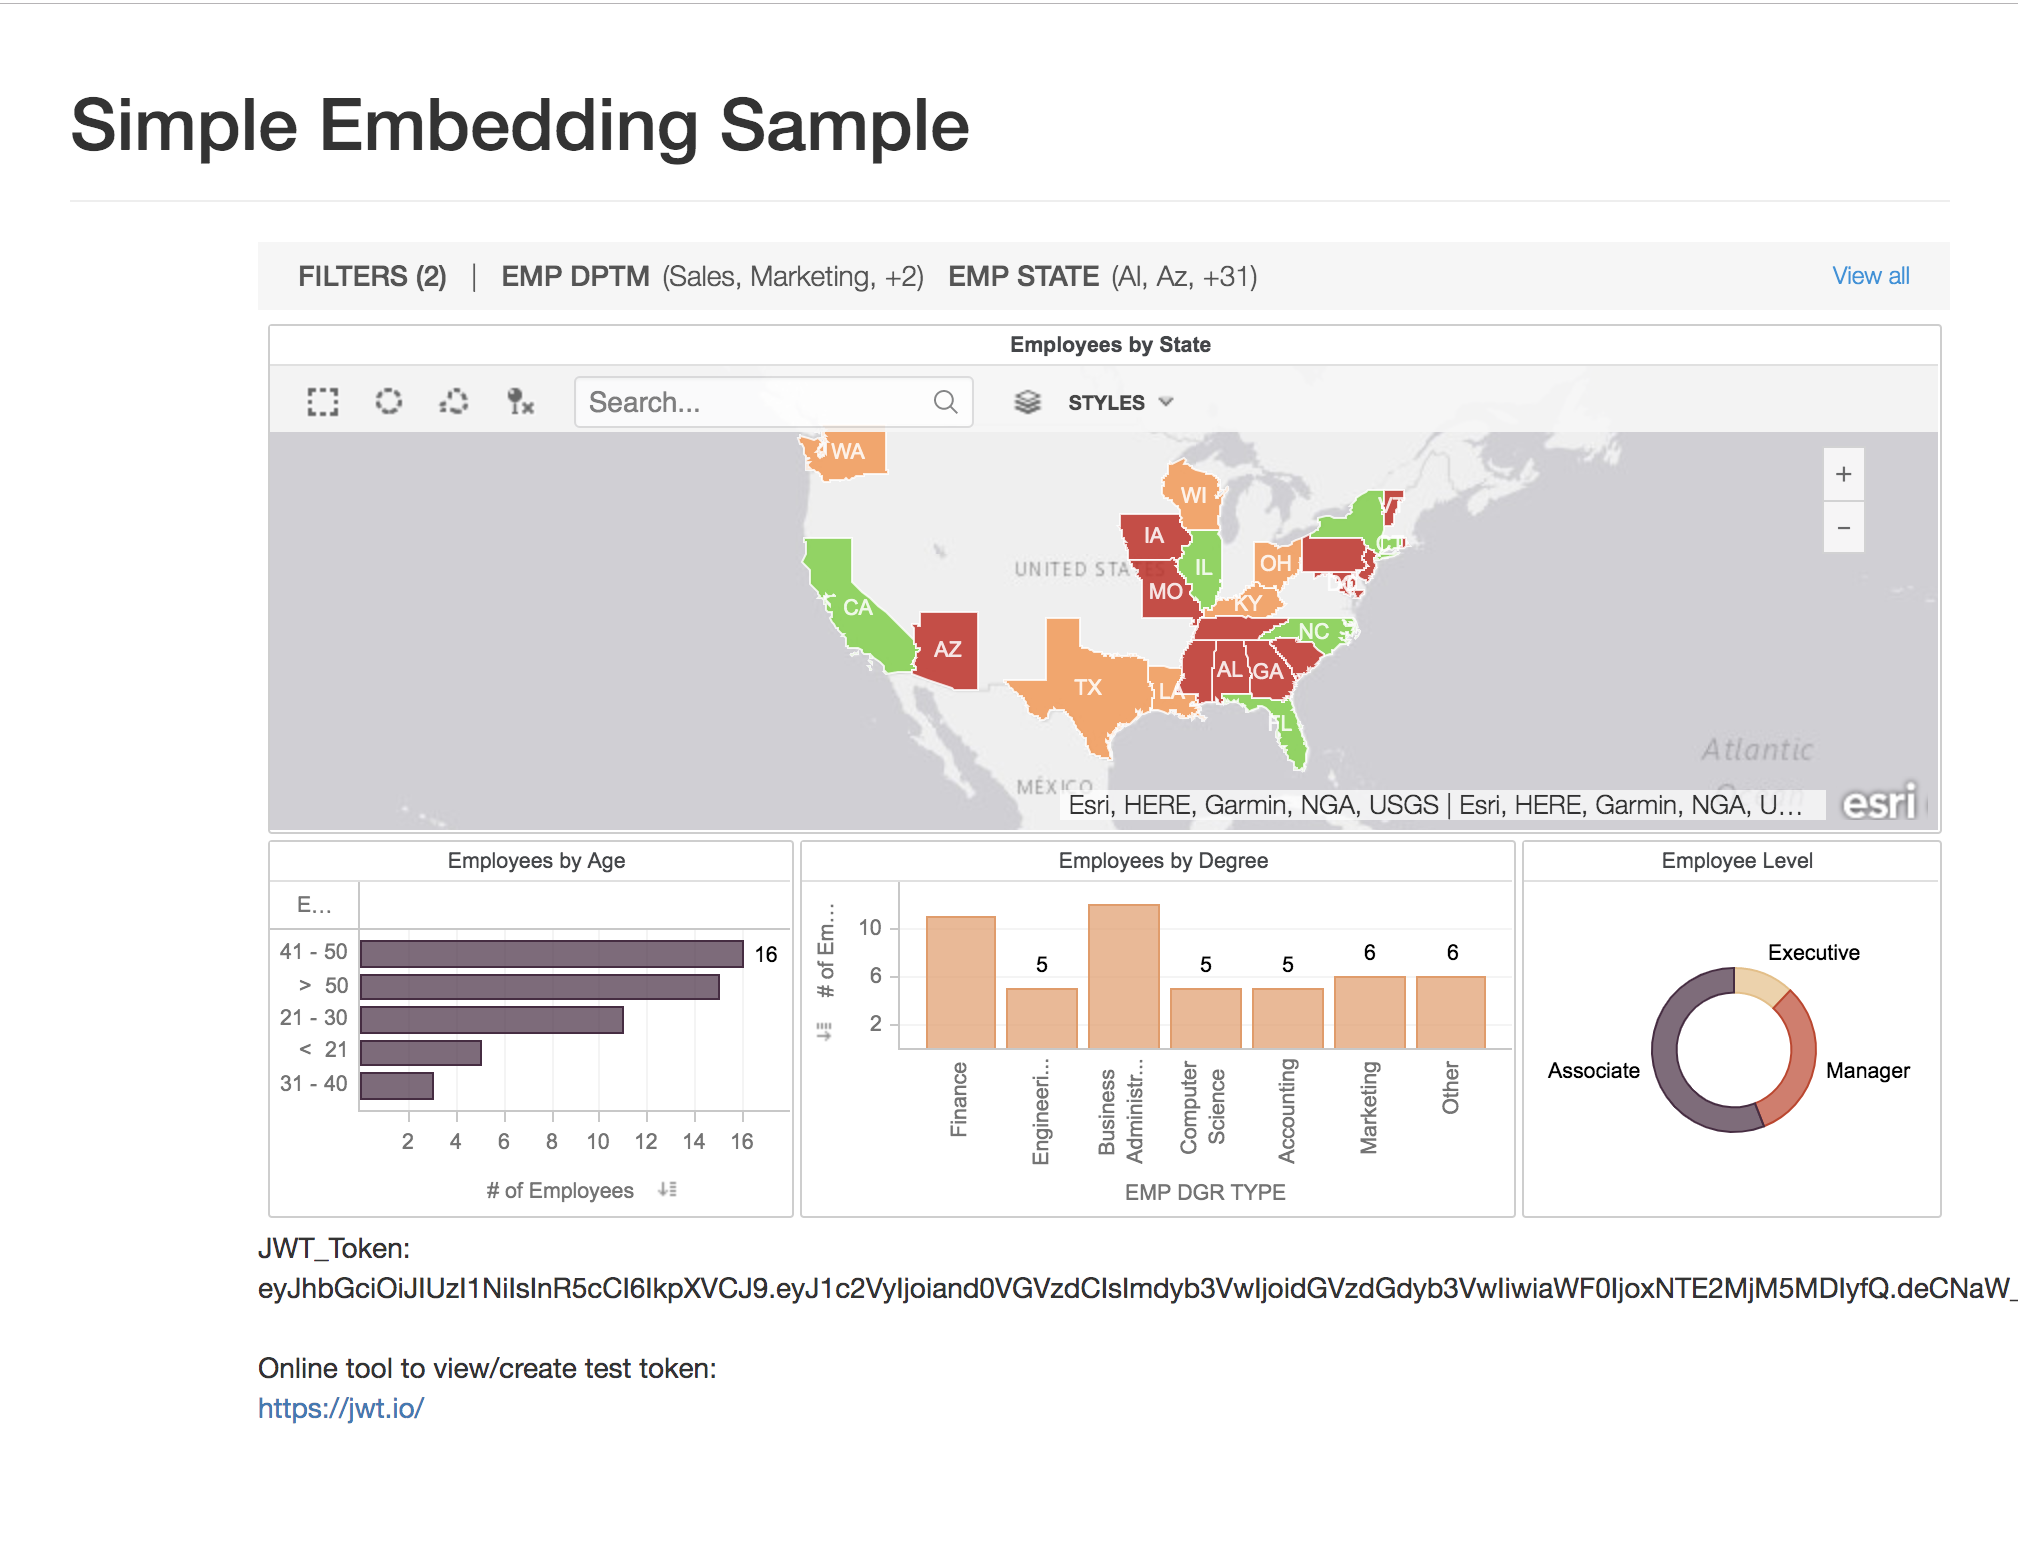 Simple Embedding Sample
FILTERS (2) | EMP DPTM (Sales, Marketing, +2) EMP STATE (Al, Az, +31) View all
Employees by State
Search... STYLES
WA
WI
VT
IA
CT
IL
OH
UNITED STA
MO
KY
CA
NC
AZ
AL
GA
TX
LA
FL
Atlantic
MÉXICO
Esri, HERE, Garmin, NGA, USGS | Esri, HERE, Garmin, NGA, U...
esri
+
−
Employees by Age
E...
41 - 50
16
> 50
21 - 30
< 21
31 - 40
2 4 6 8 10 12 14 16
# of Employees
Employees by Degree
# of Em...
10
6
2
5 5 5 6 6
Finance
Engineeri...
Business
Administr...
Computer
Science
Accounting
Marketing
Other
EMP DGR TYPE
Employee Level
Executive
Associate
Manager
JWT_Token:
eyJhbGciOiJIUzI1NiIsInR5cCI6IkpXVCJ9.eyJ1c2VyIjoiand0VGVzdCIsImdyb3VwIjoidGVzdGdyb3VwIiwiaWF0IjoxNTE2MjM5MDIyfQ.deCNaW_
Online tool to view/create test token:
https://jwt.io/